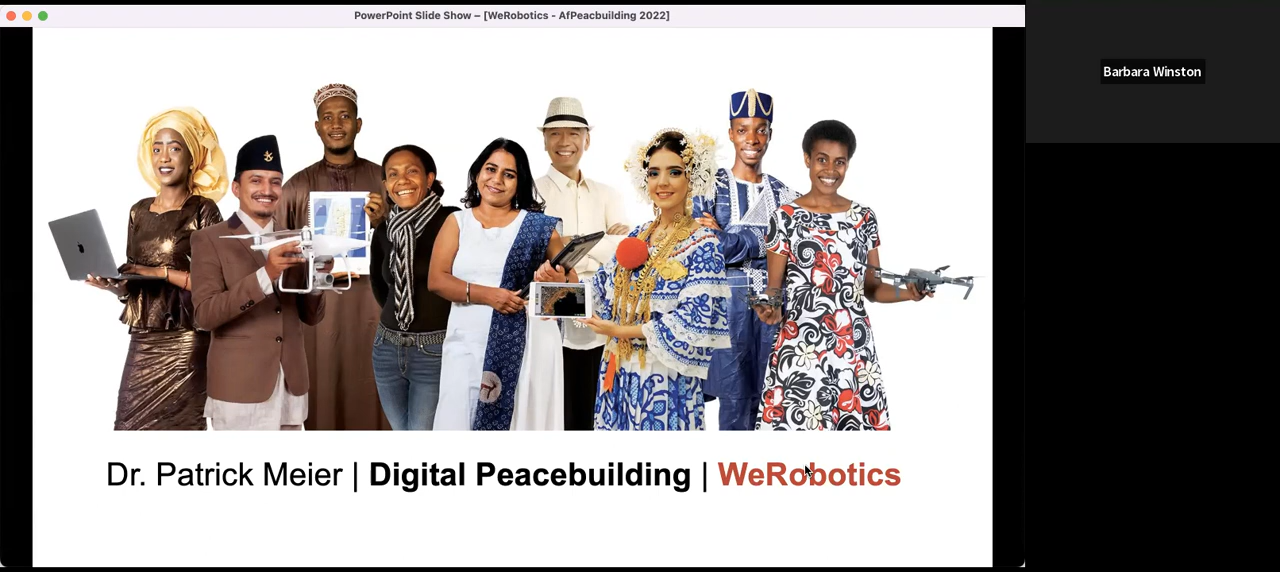 PowerPoint Slide Show – [WeRobotics - AfPeacbuilding 2022]
Barbara Winston
Dr. Patrick Meier | Digital Peacebuilding | WeRobotics